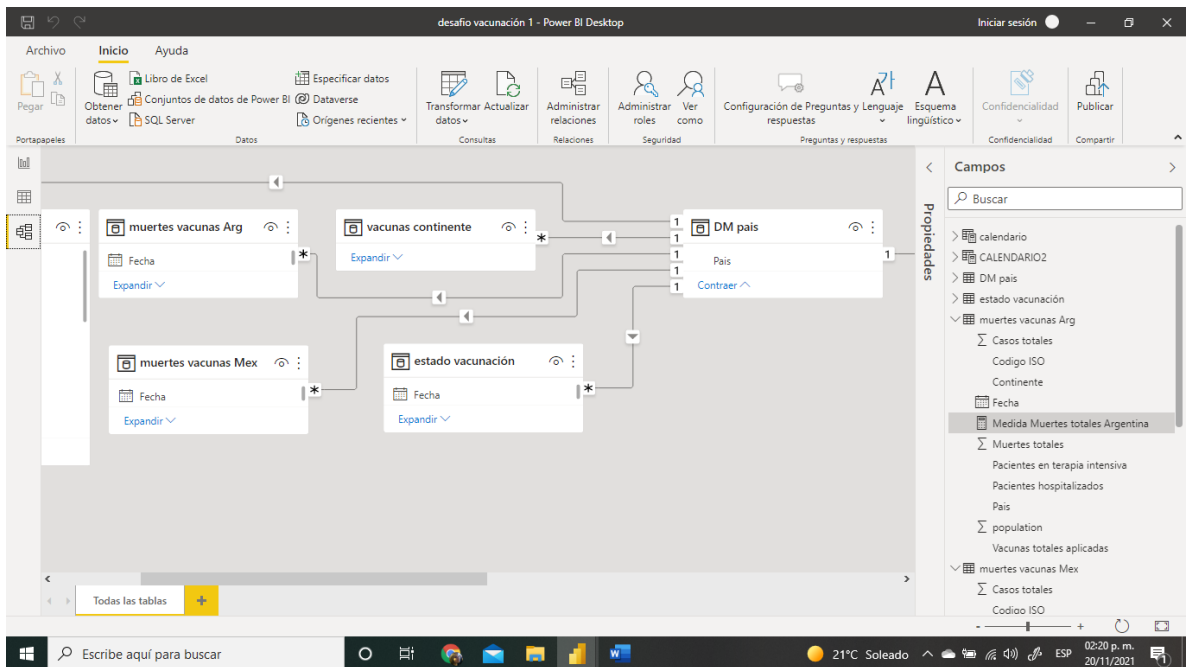 desafio vacunación 1 - Power BI Desktop
Iniciar sesión
Archivo
Inicio
Ayuda
Pegar
Portapapeles
Obtener datos
Libro de Excel
Conjuntos de datos de Power BI
SQL Server
Especificar datos
Dataverse
Orígenes recientes
Datos
Transformar datos
Actualizar
Consultas
Administrar relaciones
Relaciones
Administrar roles
Ver como
Seguridad
Configuración de Preguntas y respuestas
Lenguaje
Esquema lingüístico
Preguntas y respuestas
Confidencialidad
Confidencialidad
Publicar
Compartir
muertes vacunas Arg
Fecha
Expandir
*
vacunas continente
Expandir
*
DM pais
Pais
Contraer
1
1
1
1
1
1
muertes vacunas Mex
Fecha
Expandir
*
estado vacunación
Fecha
Expandir
*
Propiedades
Campos
Buscar
calendario
CALENDARIO2
DM pais
estado vacunación
muertes vacunas Arg
∑ Casos totales
Codigo ISO
Continente
Fecha
Medida Muertes totales Argentina
∑ Muertes totales
Pacientes en terapia intensiva
Pacientes hospitalizados
Pais
∑ population
Vacunas totales aplicadas
muertes vacunas Mex
∑ Casos totales
Codigo ISO
Todas las tablas
+
- +
Escribe aquí para buscar
21°C Soleado
ESP
02:20 p. m.
20/11/2021